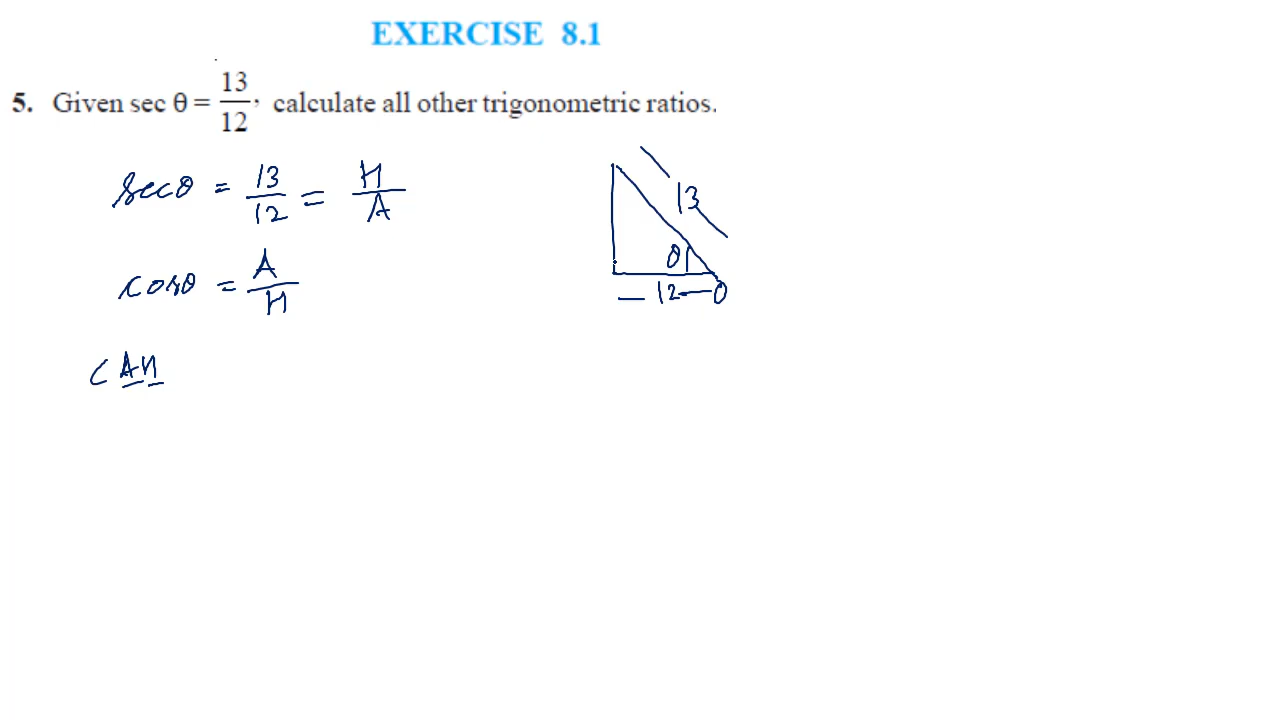 EXERCISE 8.1
5. Given sec θ = 13/12, calculate all other trigonometric ratios.
secθ = 13/12 = H/A
cosθ = A/H
CAH
13
θ
12 θ